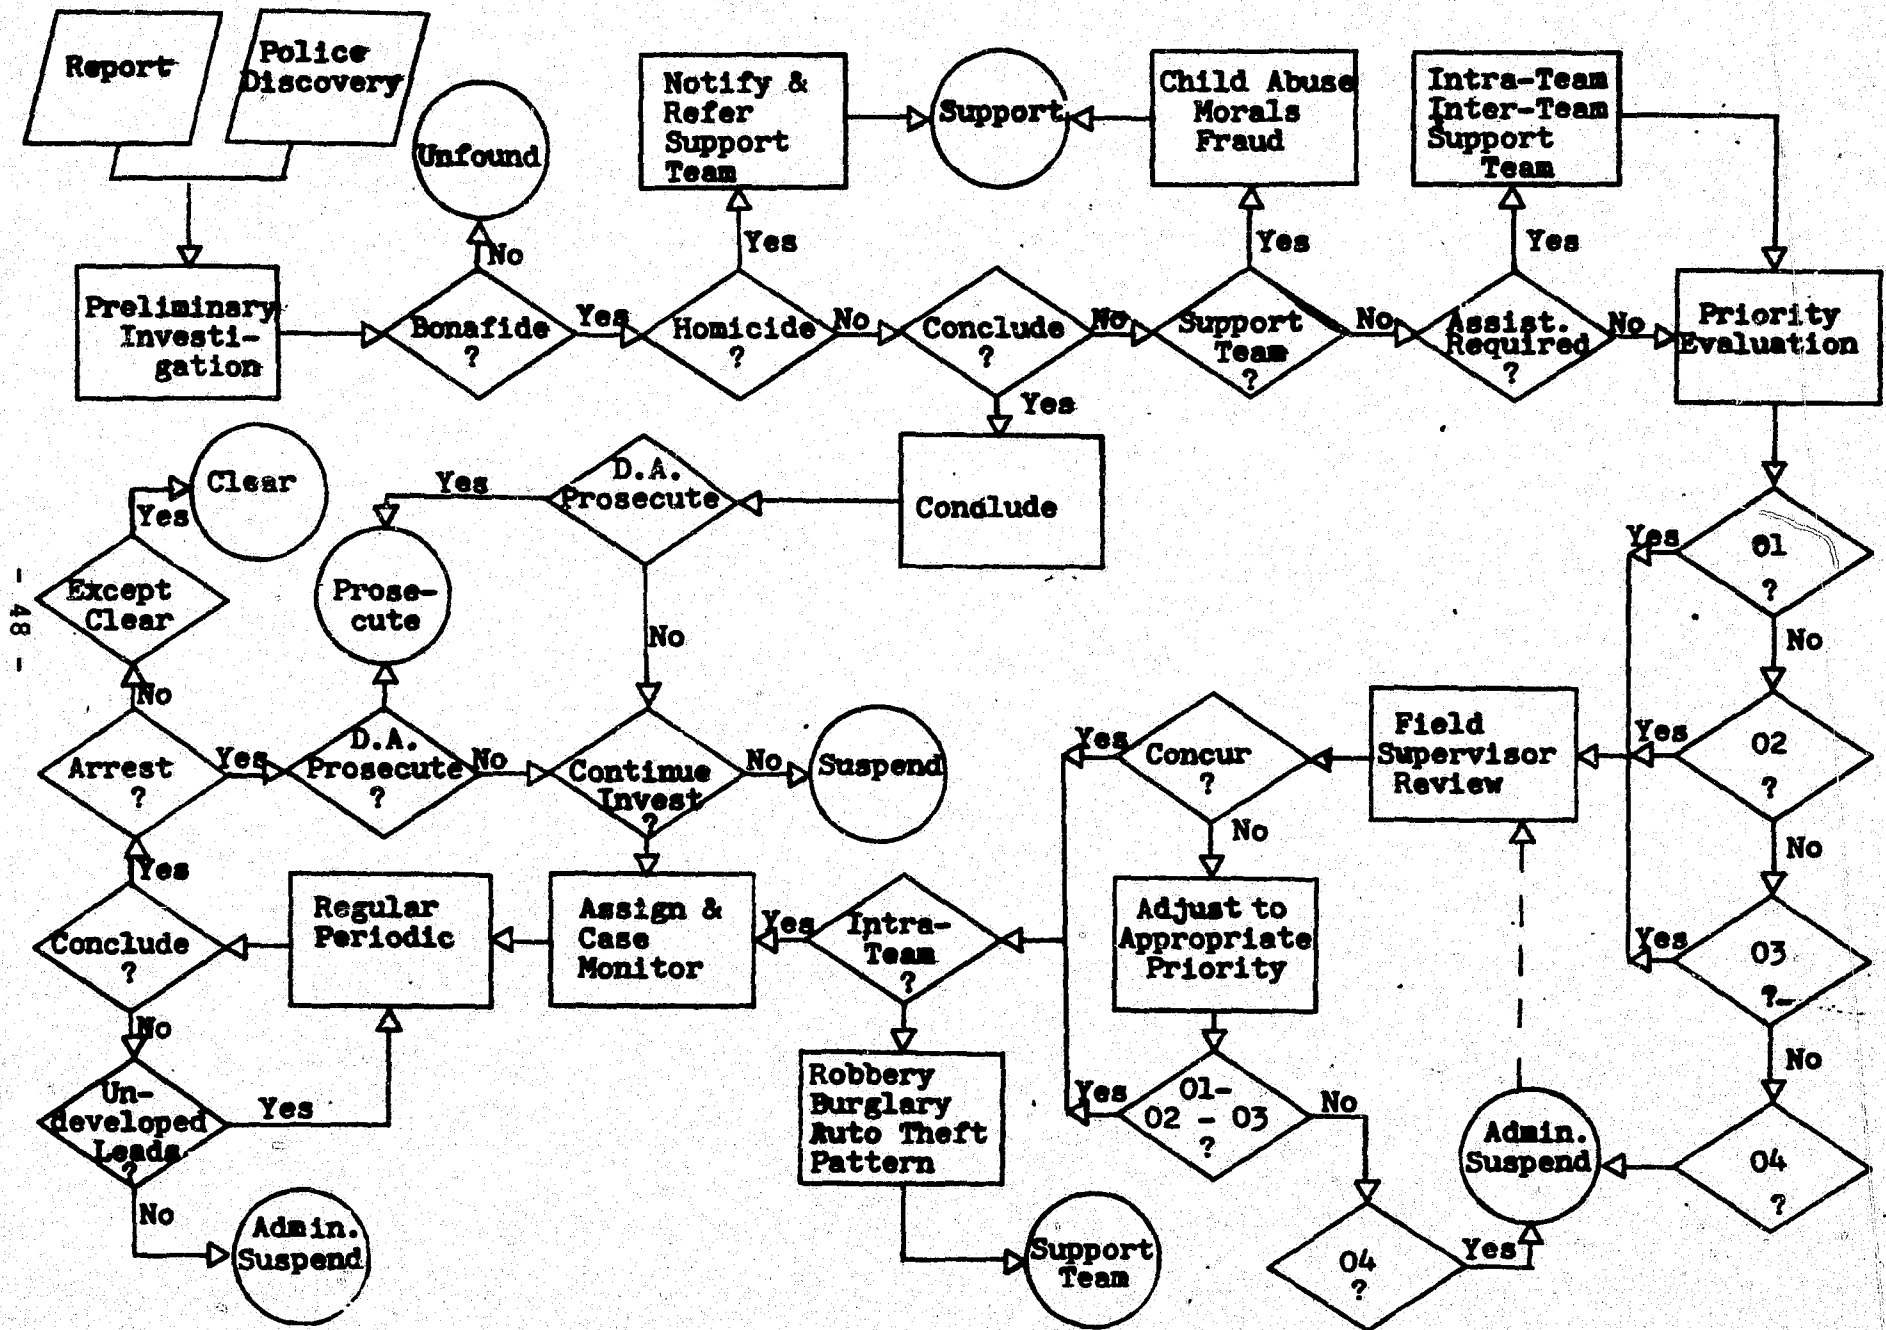 Report
Police
Discovery
Unfound
Notify &
Refer
Support
Team
Support
Child Abuse
Morals
Fraud
Intra-Team
Inter-Team
Support
Team
No
Yes
Yes
Yes
Preliminary
Investi-
gation
Bonafide
?
Yes
Homicide
?
No
Conclude
?
No
Support
Team
?
No
Assist.
Required
?
No
Priority
Evaluation
Yes
Clear
Yes
Yes
D.A.
Prosecute
Conclude
Yes
01
?
No
Except
Clear
Prose-
cute
No
No
- 48 -
Arrest
?
Yes
D.A.
Prosecute
?
No
Continue
Invest
?
No
Suspend
Yes
Concur
?
No
Field
Supervisor
Review
Yes
02
?
No
Yes
Conclude
?
Regular
Periodic
Assign &
Case
Monitor
Yes
Intra-
Team
?
Adjust to
Appropriate
Priority
Yes
03
?
No
No
Un-
developed
Leads
?
Yes
Robbery
Burglary
Auto Theft
Pattern
Yes
01-
02 - 03
?
No
Admin.
Suspend
04
?
No
Admin.
Suspend
Support
Team
04
?
Yes